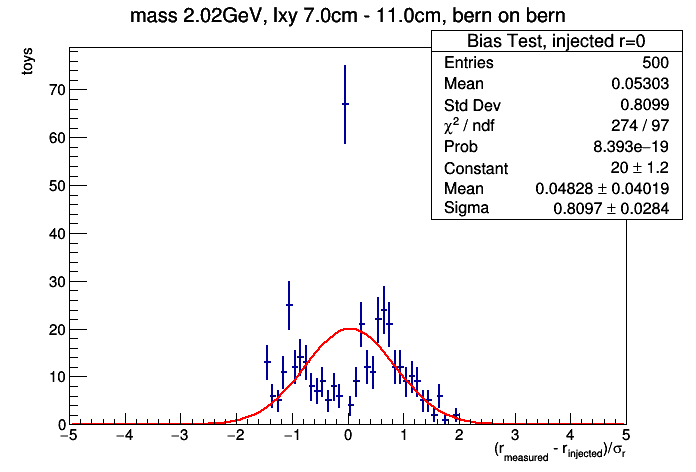 mass 2.02GeV, lxy 7.0cm - 11.0cm, bern on bern
Bias Test, injected r=0
Entries 500
Mean 0.05303
Std Dev 0.8099
χ² / ndf 274 / 97
Prob 8.393e−19
Constant 20 ± 1.2
Mean 0.04828 ± 0.04019
Sigma 0.8097 ± 0.0284
toys
70
60
50
40
30
20
10
0
−5 −4 −3 −2 −1 0 1 2 3 4 5
(r_measured - r_injected)/σ_r